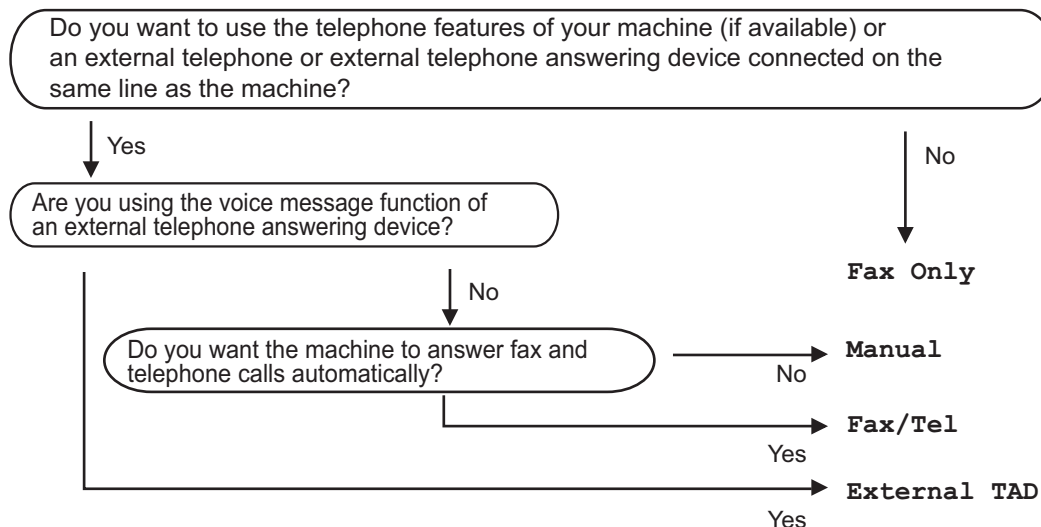 Do you want to use the telephone features of your machine (if available) or
an external telephone or external telephone answering device connected on the
same line as the machine?
Yes
No
Are you using the voice message function of
an external telephone answering device?
Fax Only
No
Do you want the machine to answer fax and
telephone calls automatically?
Manual
No
Fax/Tel
Yes
External TAD
Yes